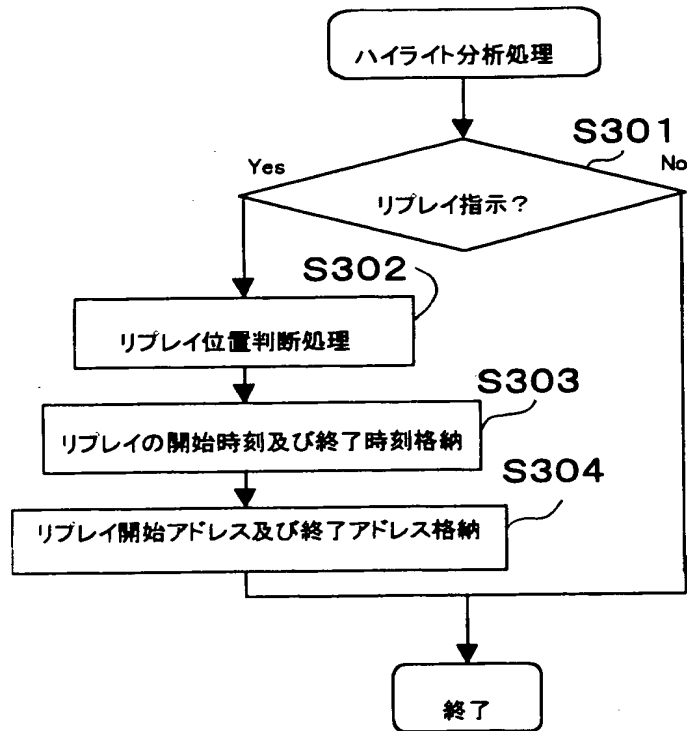 ハイライト分析処理
S301
Yes
No
リプレイ指示？
S302
リプレイ位置判断処理
S303
リプレイの開始時刻及び終了時刻格納
S304
リプレイ開始アドレス及び終了アドレス格納
終了